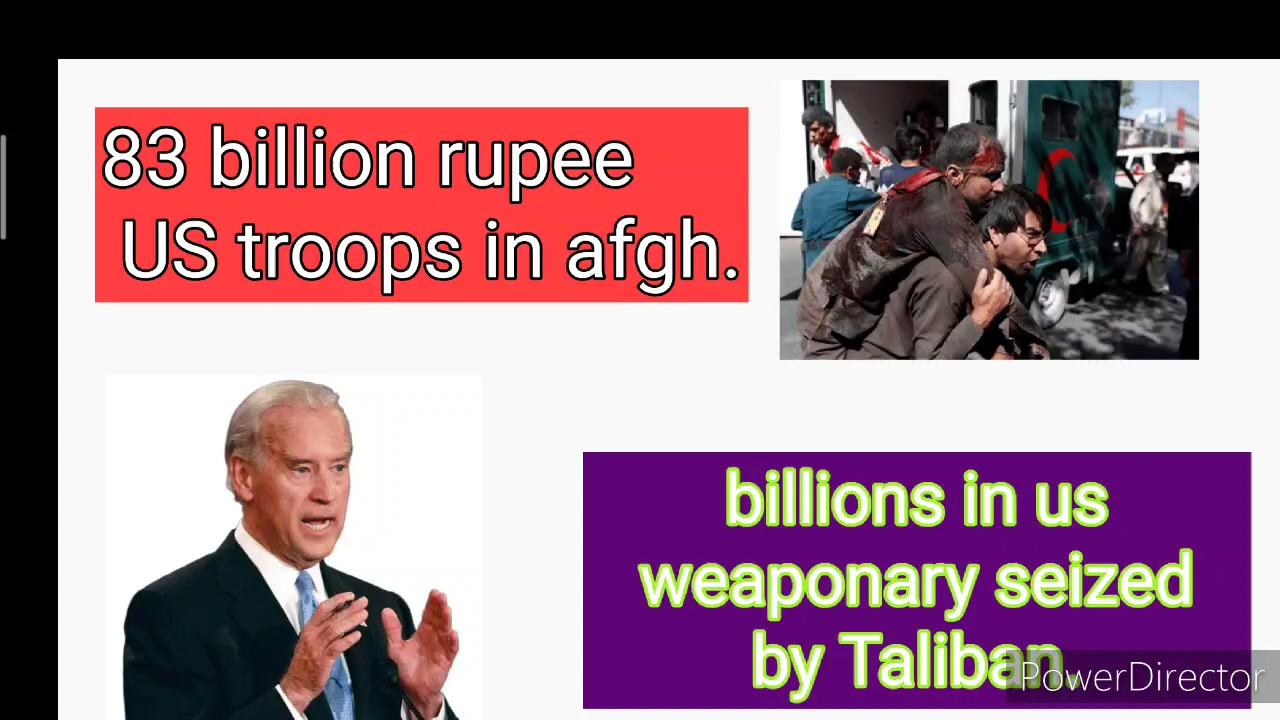 83 billion rupee
US troops in afgh.
billions in us
weaponary seized
by Taliban
PowerDirector